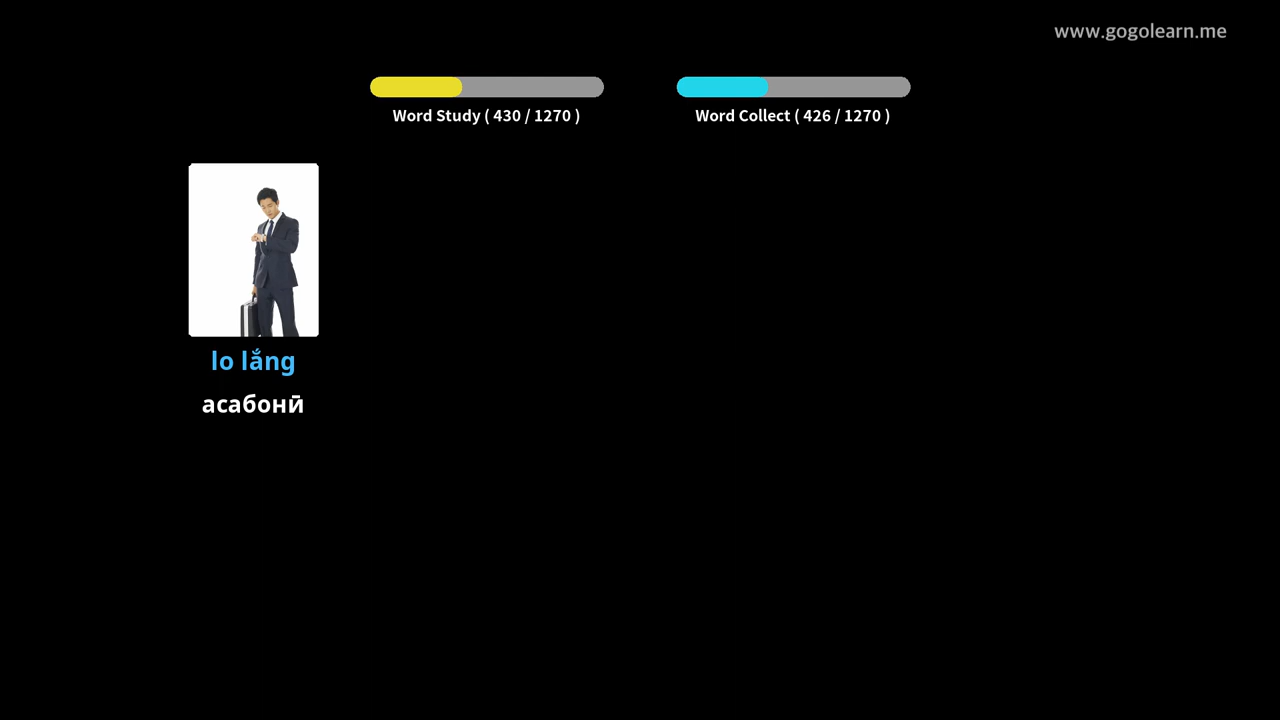 www.gogolearn.me
Word Study ( 430 / 1270 )
Word Collect ( 426 / 1270 )
lo lắng
асабонӣ